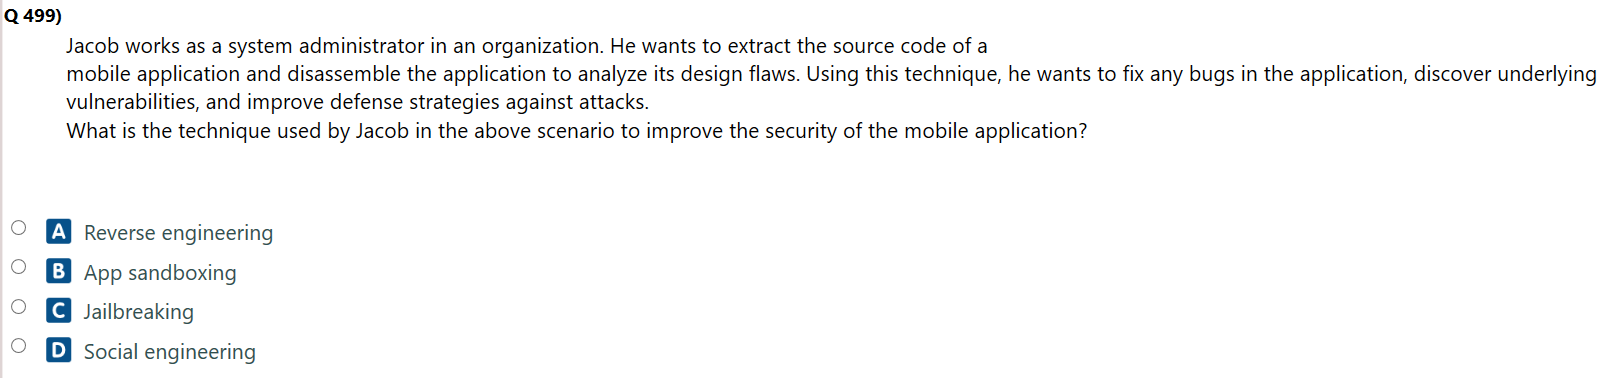 Q 499)
Jacob works as a system administrator in an organization. He wants to extract the source code of a
mobile application and disassemble the application to analyze its design flaws. Using this technique, he wants to fix any bugs in the application, discover underlying
vulnerabilities, and improve defense strategies against attacks.
What is the technique used by Jacob in the above scenario to improve the security of the mobile application?
A Reverse engineering
B App sandboxing
C Jailbreaking
D Social engineering